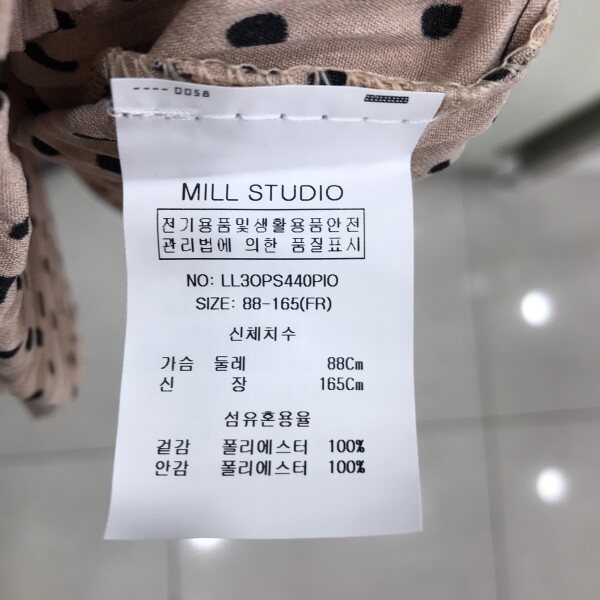 MILL STUDIO
전기용품및생활용품안전
관리법에 의한 품질표시
NO: LL3OPS440PIO
SIZE: 88-165(FR)
신체치수
가슴 둘레 88Cm
신 장 165Cm
섬유혼용율
겉감 폴리에스터 100%
안감 폴리에스터 100%